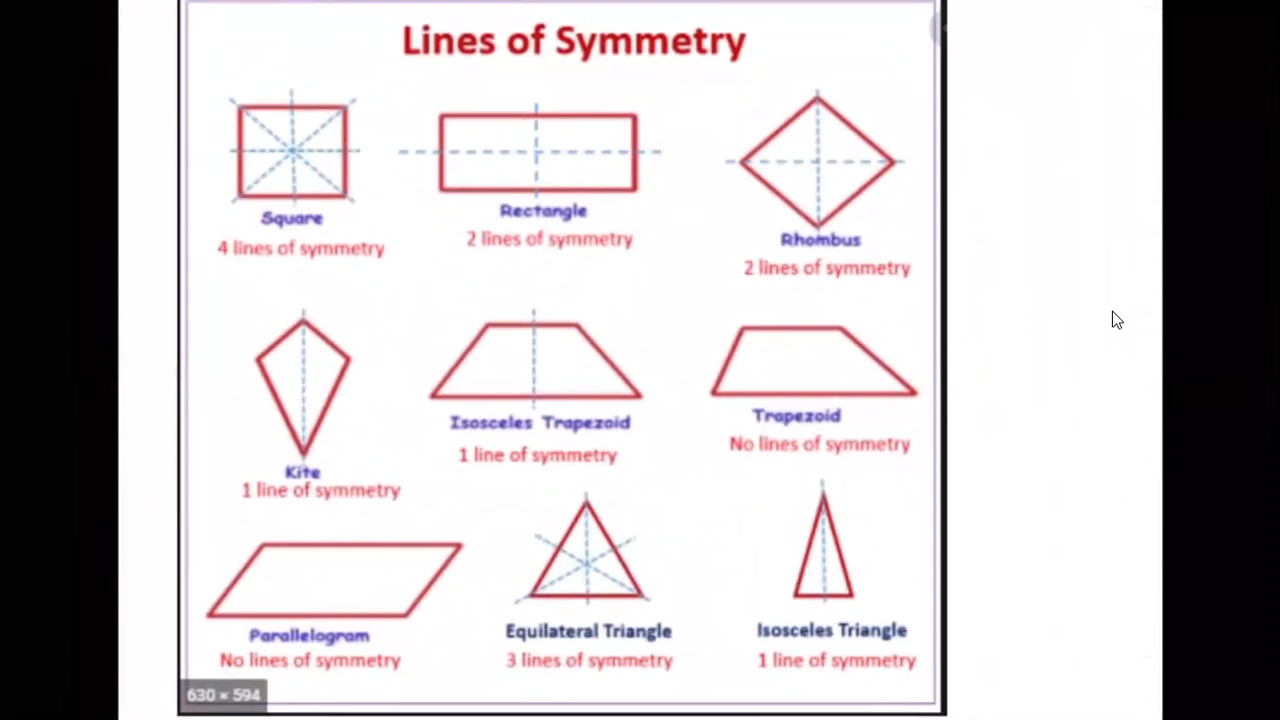 Lines of Symmetry
Square
4 lines of symmetry
Rectangle
2 lines of symmetry
Rhombus
2 lines of symmetry
Kite
1 line of symmetry
Isosceles Trapezoid
1 line of symmetry
Trapezoid
No lines of symmetry
Parallelogram
No lines of symmetry
Equilateral Triangle
3 lines of symmetry
Isosceles Triangle
1 line of symmetry
630 × 594